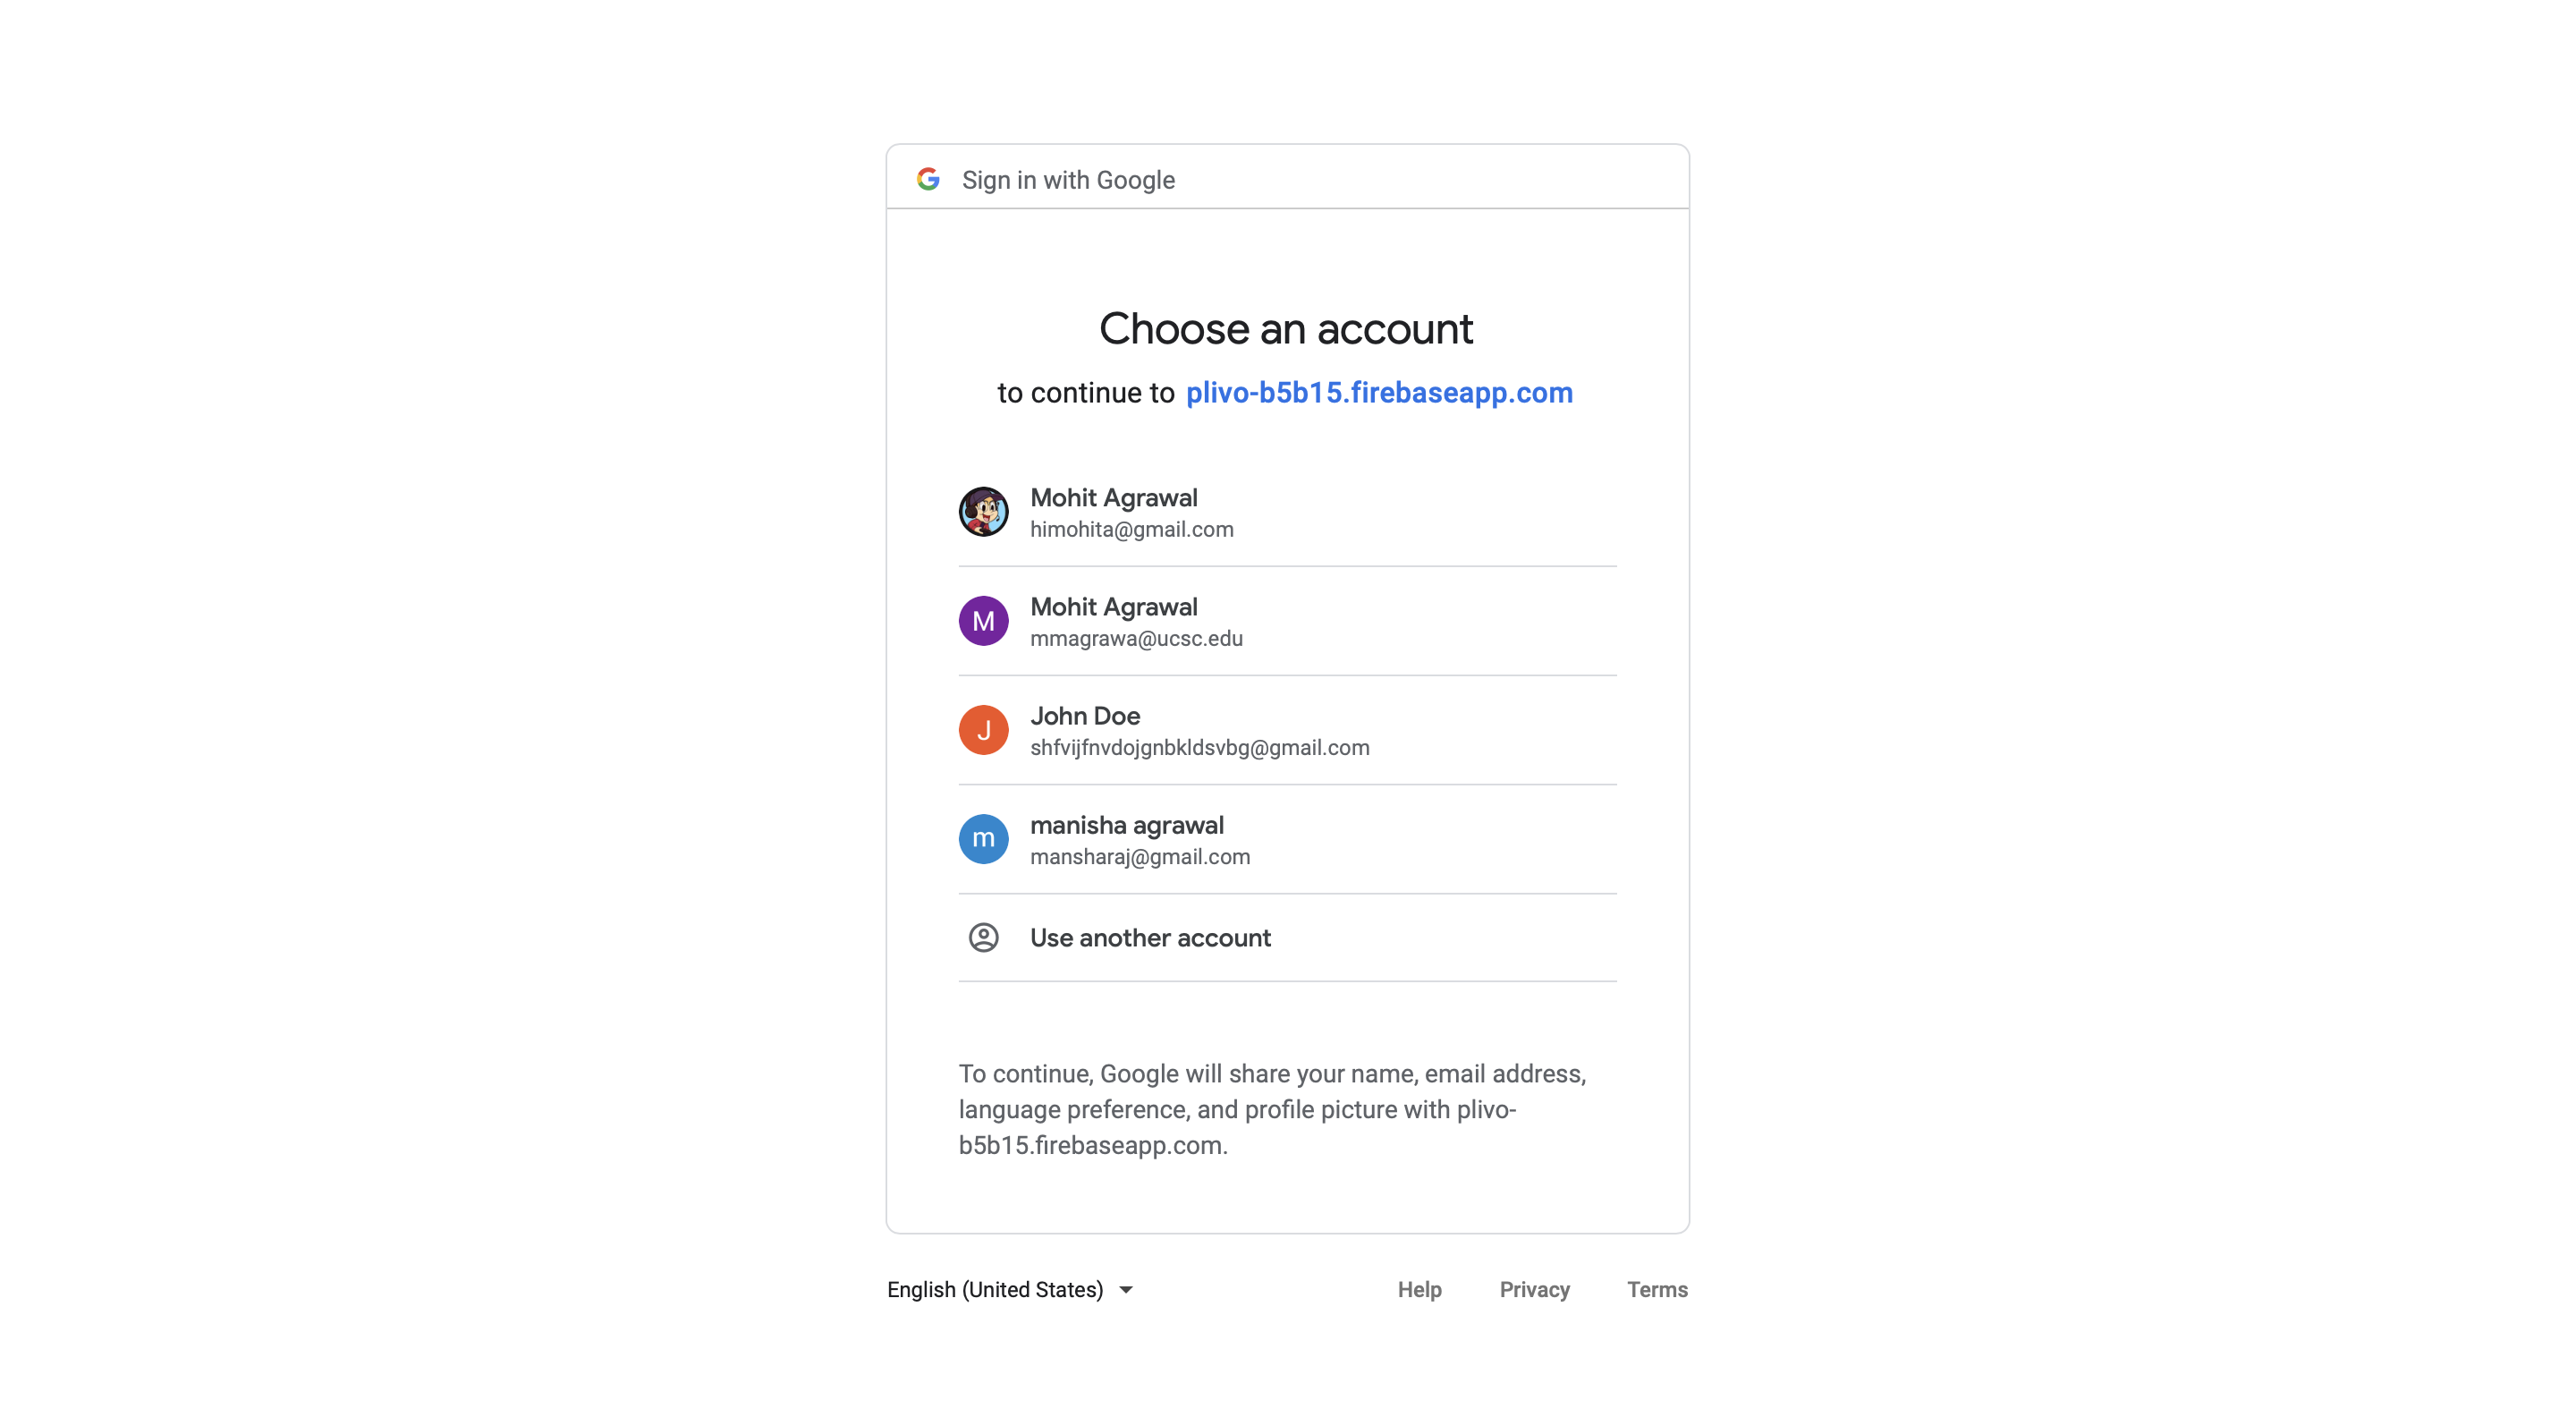 Sign in with Google
Choose an account
to continue to plivo-b5b15.firebaseapp.com
Mohit Agrawal
himohita@gmail.com
M
Mohit Agrawal
mmagrawa@ucsc.edu
J
John Doe
shfvijfnvdojgnbkldsvbg@gmail.com
m
manisha agrawal
mansharaj@gmail.com
Use another account
To continue, Google will share your name, email address,
language preference, and profile picture with plivo-
b5b15.firebaseapp.com.
English (United States)
Help Privacy Terms